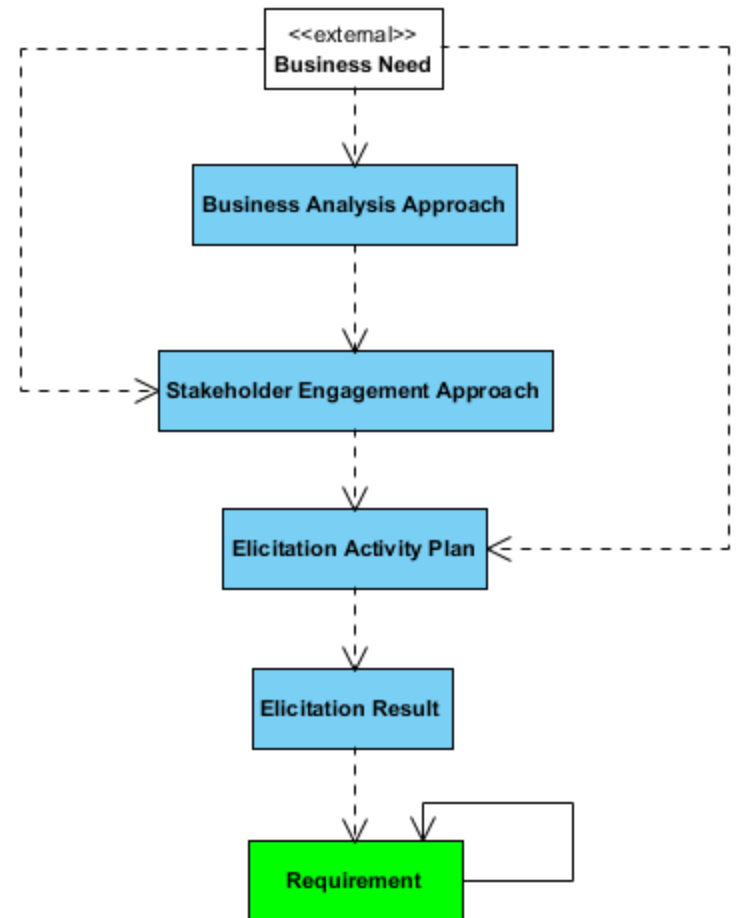 <<external>>
Business Need
Business Analysis Approach
Stakeholder Engagement Approach
Elicitation Activity Plan
Elicitation Result
Requirement